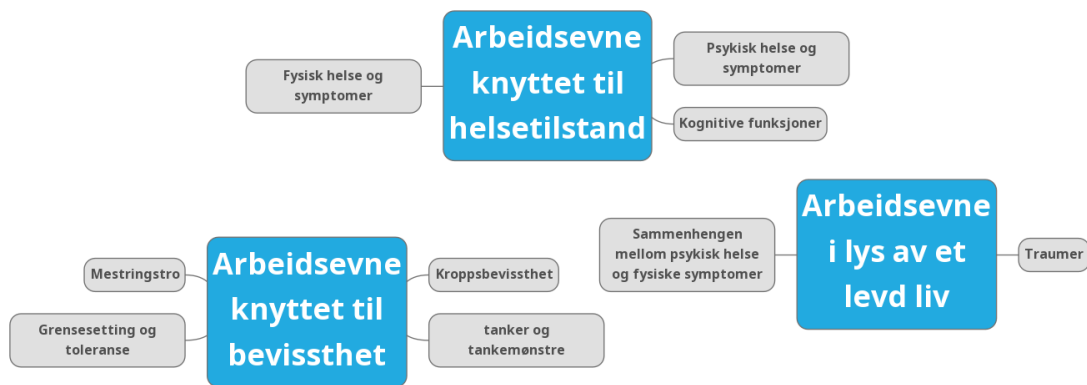 Arbeidsevne
knyttet til
helsetilstand
Fysisk helse og
symptomer
Psykisk helse og
symptomer
Kognitive funksjoner
Arbeidsevne
i lys av et
levd liv
Sammenhengen
mellom psykisk helse
og fysiske symptomer
Traumer
Arbeidsevne
knyttet til
bevissthet
Mestringstro
Grensesetting og
toleranse
Kroppsbevissthet
tanker og
tankemønstre